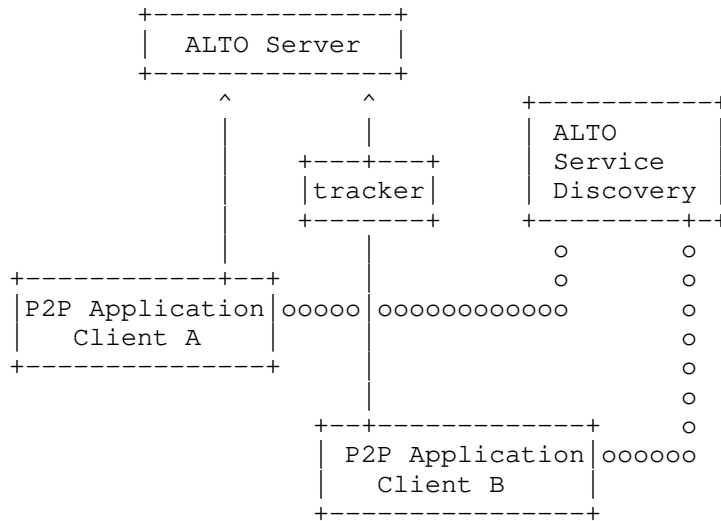 ALTO Server
ALTO
Service
Discovery
tracker
P2P Application
Client A
P2P Application
Client B